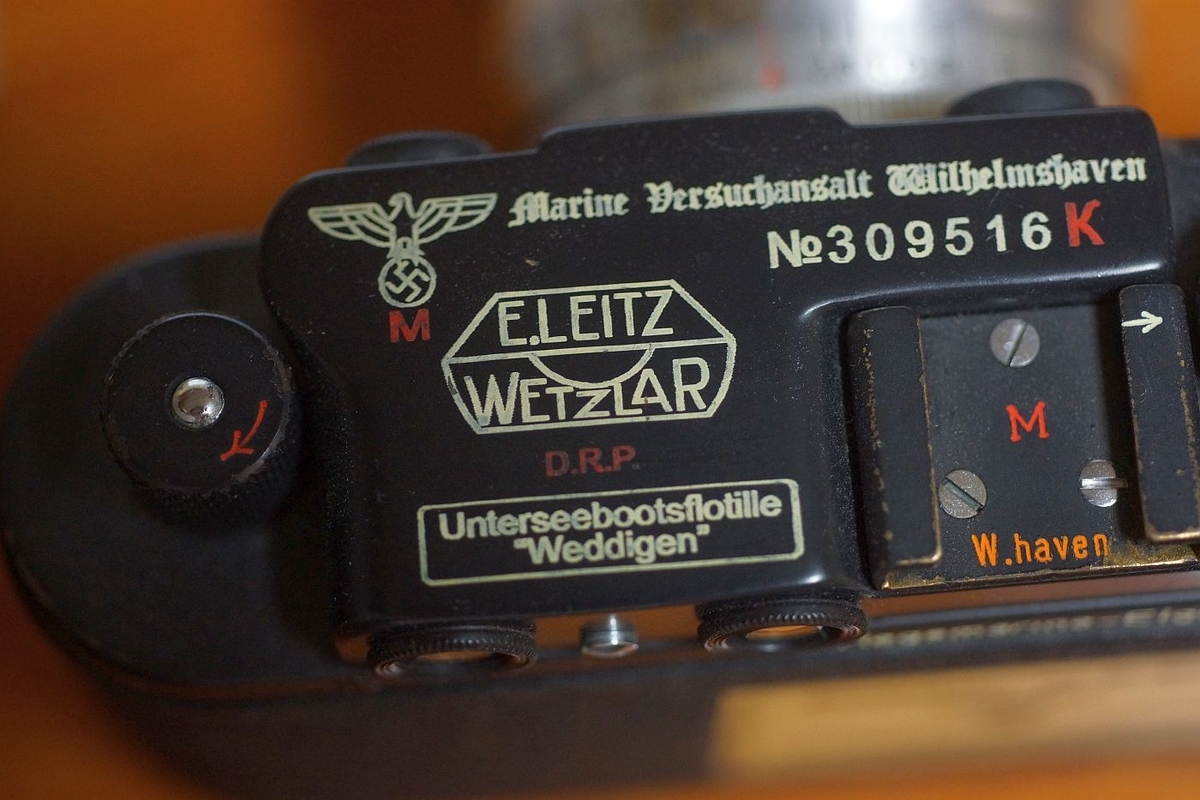 Marine Versuchansalt Wilhelmshaven
№309516K
M
E.LEITZ
WETZLAR
D.R.P.
Unterseebootsflotille
"Weddigen"
M
W.haven